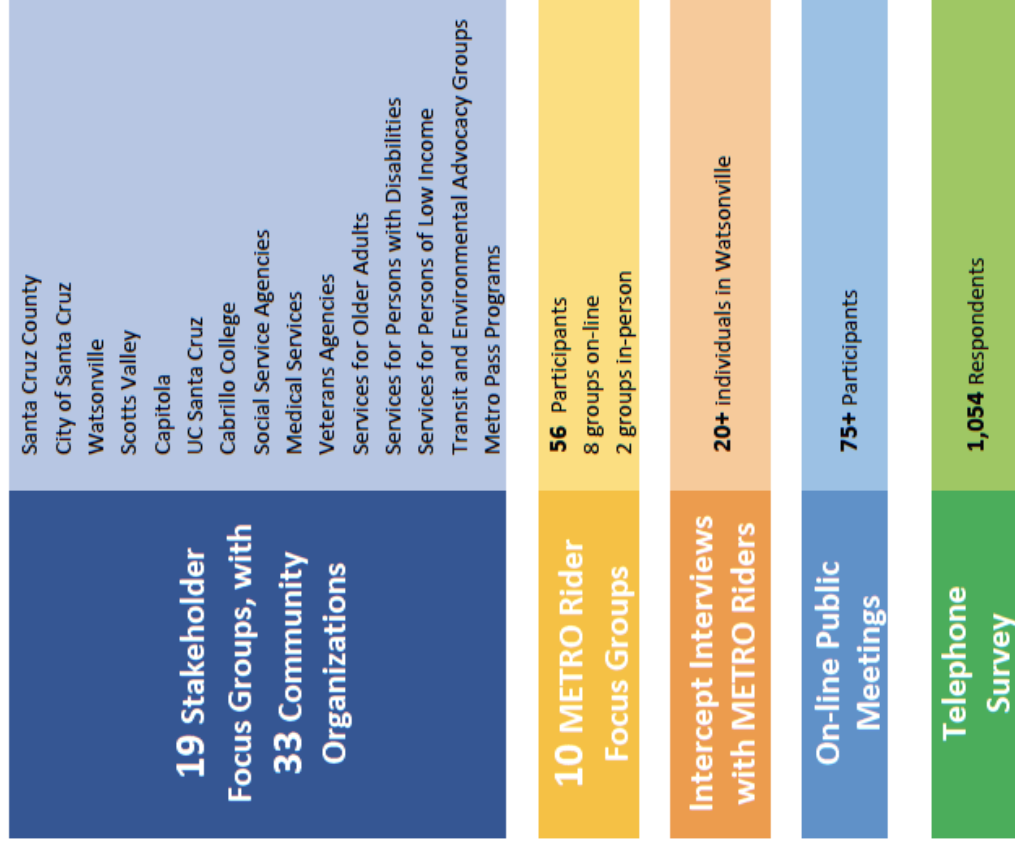 19 Stakeholder
Focus Groups, with
33 Community
Organizations
Santa Cruz County
City of Santa Cruz
Watsonville
Scotts Valley
Capitola
UC Santa Cruz
Cabrillo College
Social Service Agencies
Medical Services
Veterans Agencies
Services for Older Adults
Services for Persons with Disabilities
Services for Persons of Low Income
Transit and Environmental Advocacy Groups
Metro Pass Programs
10 METRO Rider
Focus Groups
56 Participants
8 groups on-line
2 groups in-person
Intercept Interviews
with METRO Riders
20+ individuals in Watsonville
On-line Public
Meetings
75+ Participants
Telephone
Survey
1,054 Respondents